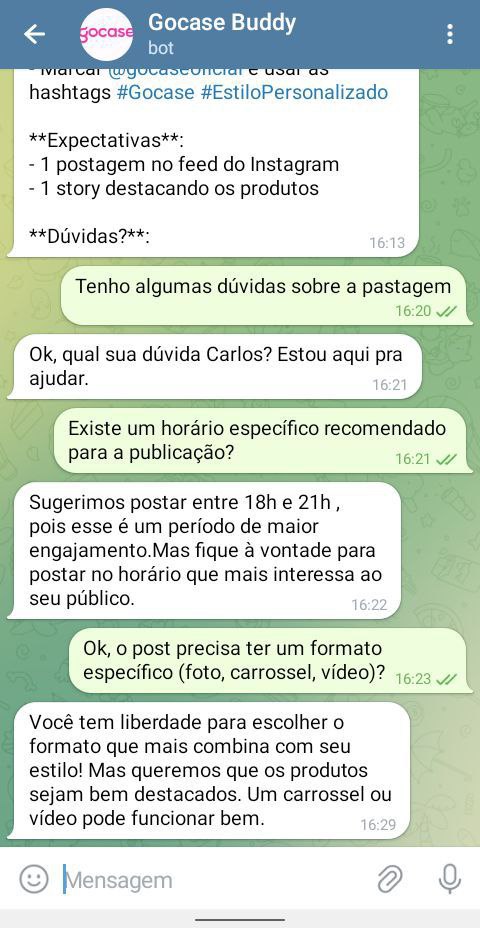 gocase
Gocase Buddy
bot
- Marcar @gocaseoficial e usar as
hashtags #Gocase #EstiloPersonalizado
**Expectativas**:
- 1 postagem no feed do Instagram
- 1 story destacando os produtos
**Dúvidas?**:
16:13
Tenho algumas dúvidas sobre a pastagem
16:20
Ok, qual sua dúvida Carlos? Estou aqui pra
ajudar.
16:21
Existe um horário específico recomendado
para a publicação?
16:21
Sugerimos postar entre 18h e 21h ,
pois esse é um período de maior
engajamento.Mas fique à vontade para
postar no horário que mais interessa ao
seu público.
16:22
Ok, o post precisa ter um formato
específico (foto, carrossel, vídeo)?
16:23
Você tem liberdade para escolher o
formato que mais combina com seu
estilo! Mas queremos que os produtos
sejam bem destacados. Um carrossel ou
vídeo pode funcionar bem.
16:29
Mensagem